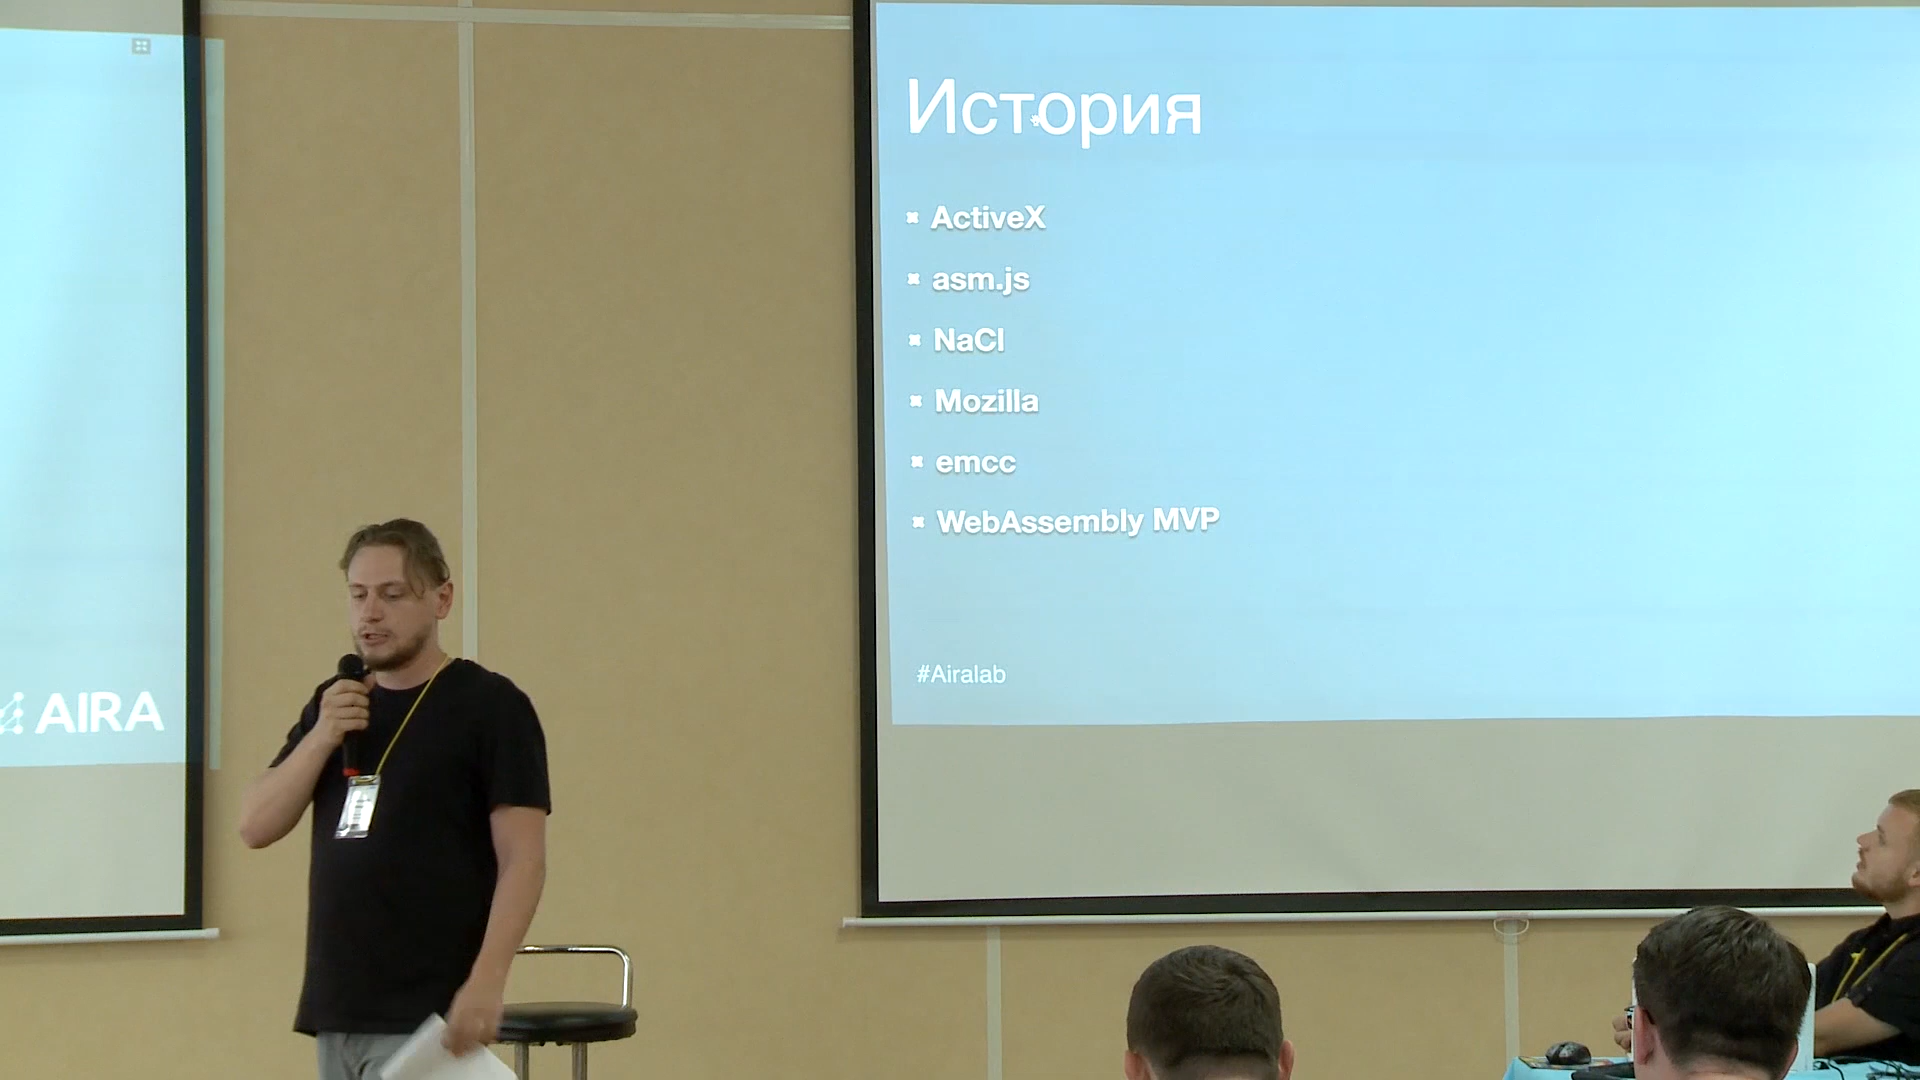 История
ActiveX
asm.js
NaCl
Mozilla
emcc
WebAssembly MVP
#Airalab
AIRA